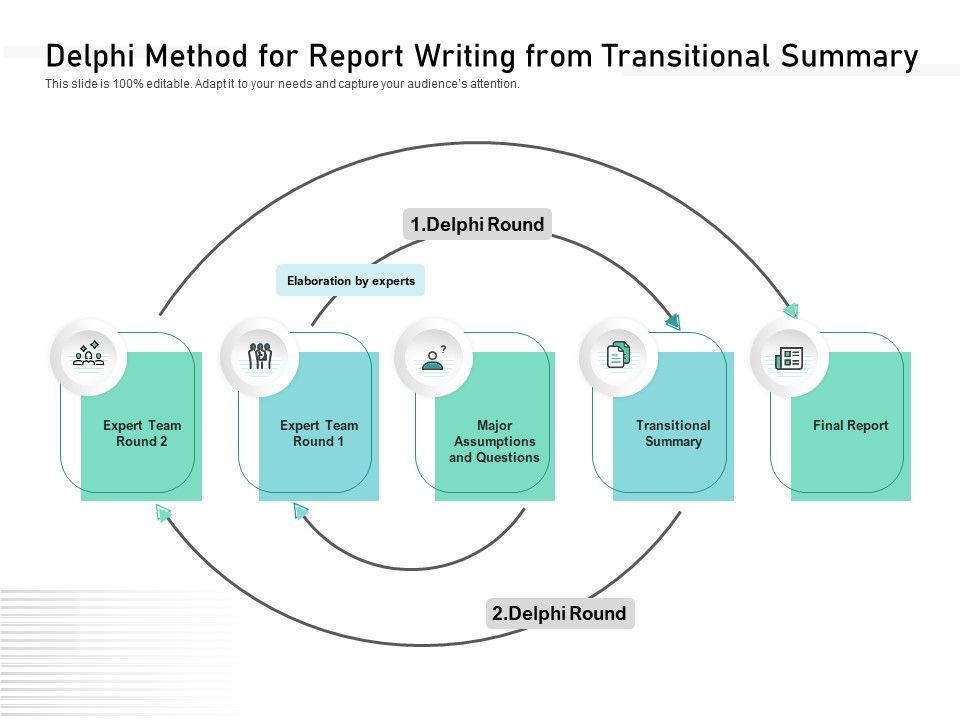 Delphi Method for Report Writing from Transitional Summary
This slide is 100% editable. Adapt it to your needs and capture your audience's attention.
1.Delphi Round
Elaboration by experts
?
Expert Team
Round 2
Expert Team
Round 1
Major
Assumptions
and Questions
Transitional
Summary
Final Report
2.Delphi Round